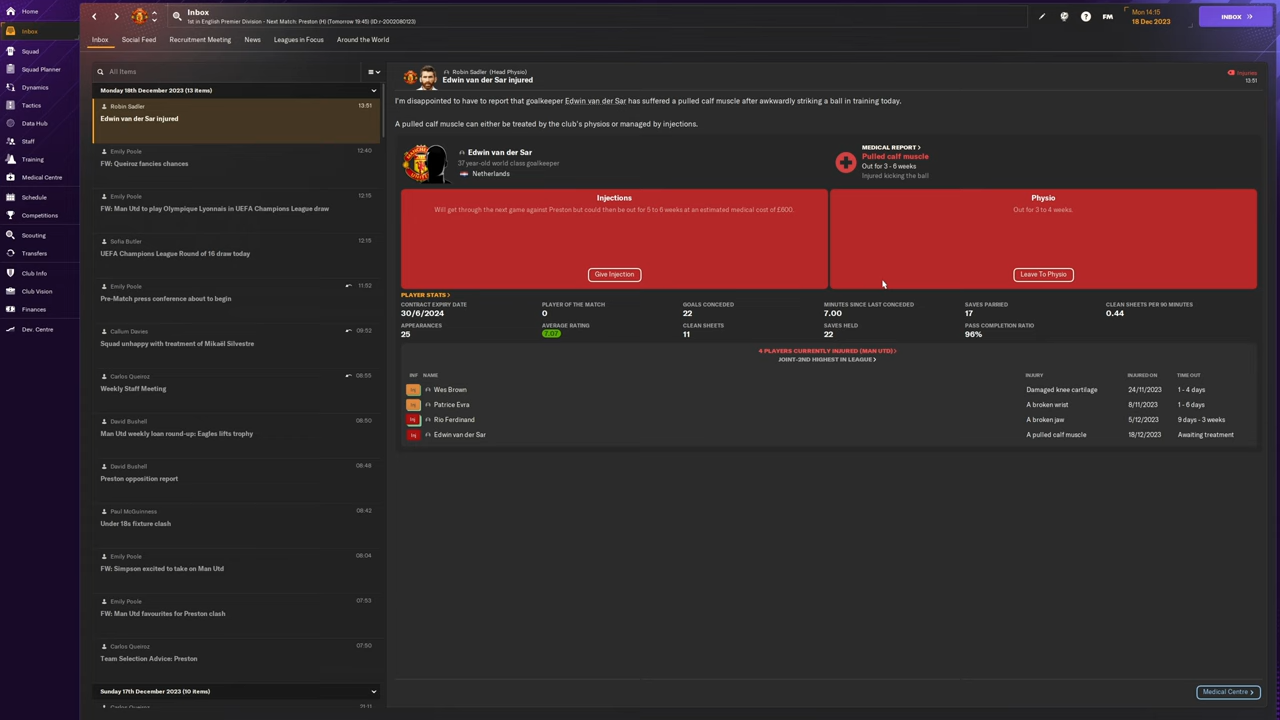 Home
Inbox
Squad
Squad Planner
Dynamics
Tactics
Data Hub
Staff
Training
Medical Centre
Schedule
Competitions
Scouting
Transfers
Club Info
Club Vision
Finances
Dev. Centre
Inbox
1st in English Premier Division - Next Match: Preston (H) (Tomorrow 19:45) (ID:r-2002080123)
FM
Mon 14:15
18 Dec 2023
INBOX
Inbox
Social Feed
Recruitment Meeting
News
Leagues in Focus
Around the World
All Items
Monday 18th December 2023 (13 items)
Robin Sadler 13:51
Edwin van der Sar injured
Emily Poole 12:40
FW: Queiroz fancies chances
Emily Poole 12:15
FW: Man Utd to play Olympique Lyonnais in UEFA Champions League draw
Sofia Butler 12:15
UEFA Champions League Round of 16 draw today
Emily Poole 11:52
Pre-Match press conference about to begin
Callum Davies 09:52
Squad unhappy with treatment of Mikaël Silvestre
Carlos Queiroz 08:55
Weekly Staff Meeting
David Bushell 08:50
Man Utd weekly loan round-up: Eagles lifts trophy
David Bushell 08:48
Preston opposition report
Paul McGuinness 08:42
Under 18s fixture clash
Emily Poole 08:04
FW: Simpson excited to take on Man Utd
Emily Poole 07:53
FW: Man Utd favourites for Preston clash
Carlos Queiroz 07:50
Team Selection Advice: Preston
Sunday 17th December 2023 (10 items)
Carlos Queiroz 21:11
Robin Sadler (Head Physio)
Edwin van der Sar injured
Injuries
13:51
I'm disappointed to have to report that goalkeeper Edwin van der Sar has suffered a pulled calf muscle after awkwardly striking a ball in training today.
A pulled calf muscle can either be treated by the club's physios or managed by injections.
Edwin van der Sar
37 year-old world class goalkeeper
Netherlands
MEDICAL REPORT >
Pulled calf muscle
Out for 3 - 6 weeks
Injured kicking the ball
Injections
Will get through the next game against Preston but could then be out for 5 to 6 weeks at an estimated medical cost of £600.
Give Injection
Physio
Out for 3 to 4 weeks.
Leave To Physio
PLAYER STATS >
CONTRACT EXPIRY DATE PLAYER OF THE MATCH GOALS CONCEDED MINUTES SINCE LAST CONCEDED SAVES PARRIED CLEAN SHEETS PER 90 MINUTES
30/6/2024 0 22 7.00 17 0.44
APPEARANCES AVERAGE RATING CLEAN SHEETS SAVES HELD PASS COMPLETION RATIO
25 7.07 11 22 96%
4 PLAYERS CURRENTLY INJURED (MAN UTD) >
JOINT-2ND HIGHEST IN LEAGUE >
INF NAME INJURY INJURED ON TIME OUT
Inj Wes Brown Damaged knee cartilage 24/11/2023 1 - 4 days
Inj Patrice Evra A broken wrist 8/11/2023 1 - 6 days
Inj Rio Ferdinand A broken jaw 5/12/2023 9 days - 3 weeks
Inj Edwin van der Sar A pulled calf muscle 18/12/2023 Awaiting treatment
Medical Centre >